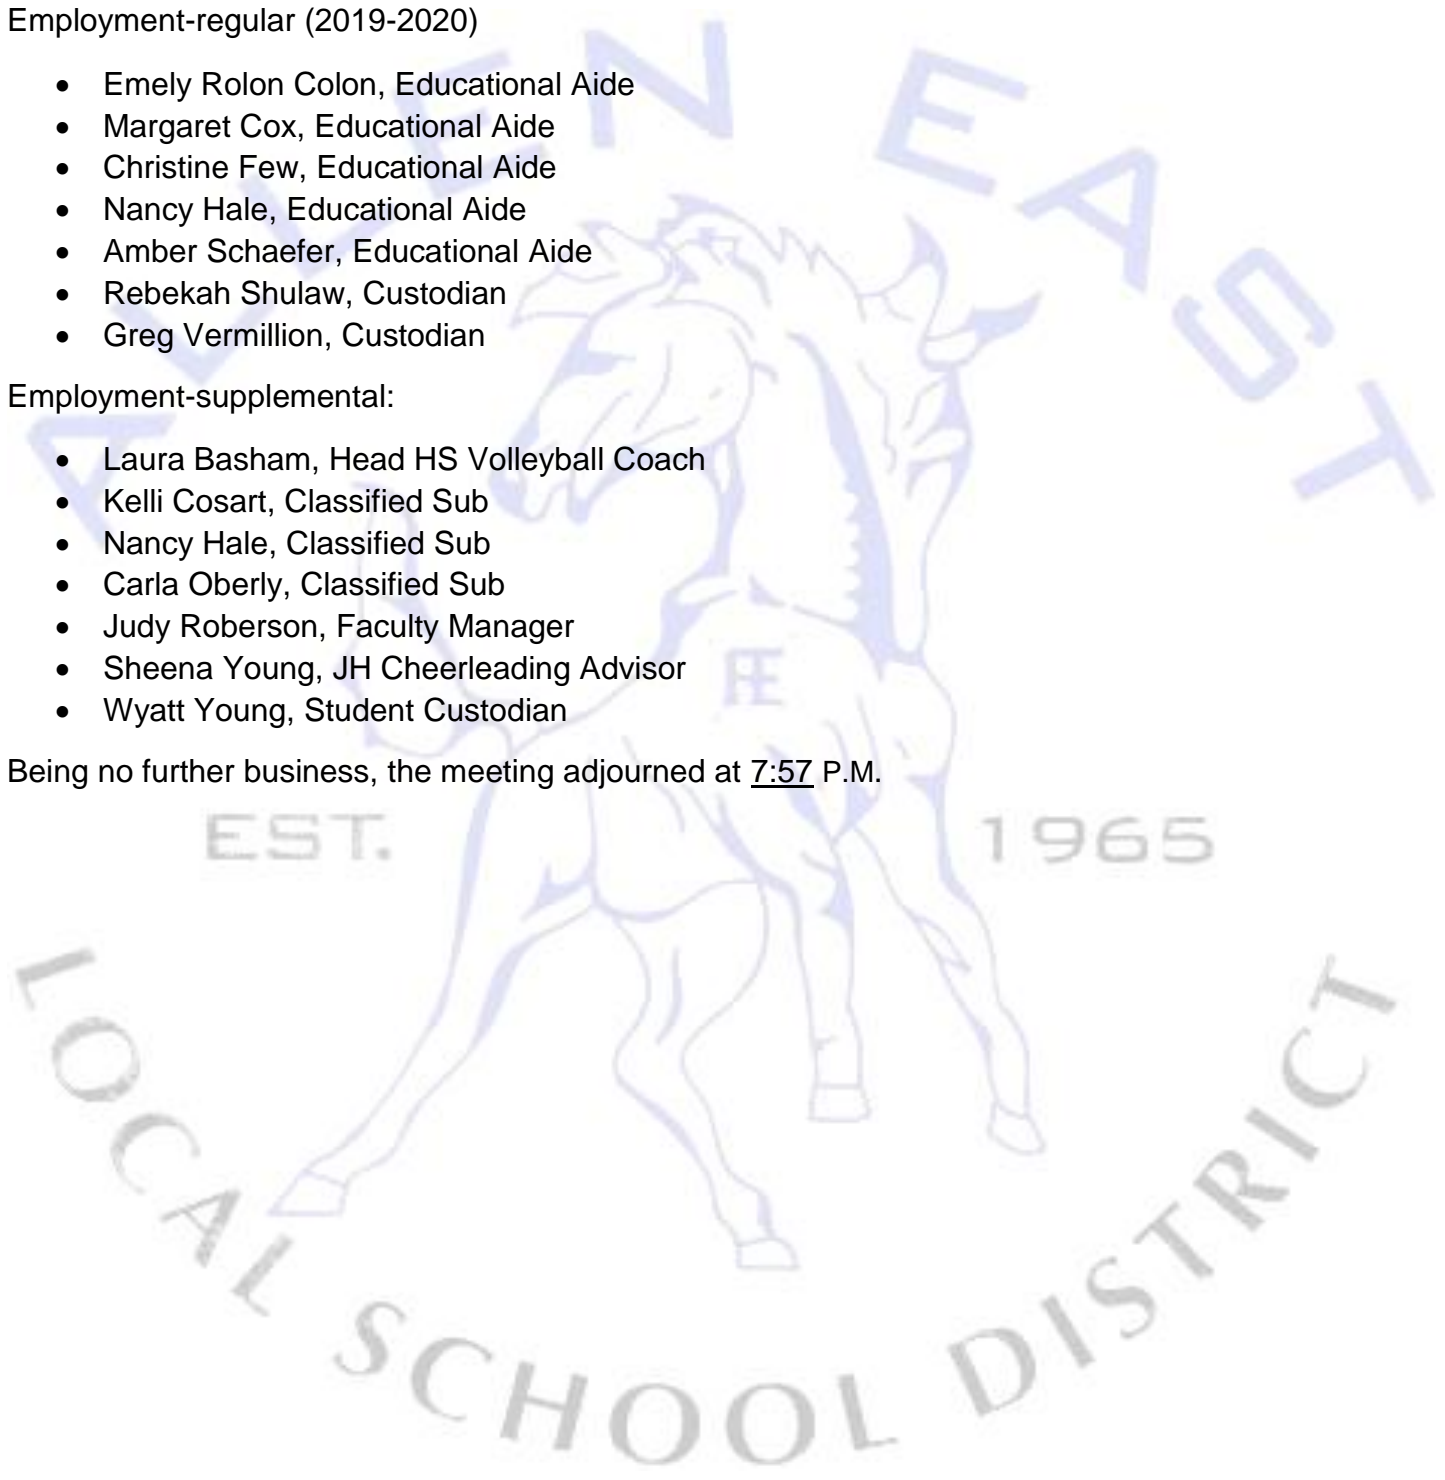 Employment-regular (2019-2020)
• Emely Rolon Colon, Educational Aide
• Margaret Cox, Educational Aide
• Christine Few, Educational Aide
• Nancy Hale, Educational Aide
• Amber Schaefer, Educational Aide
• Rebekah Shulaw, Custodian
• Greg Vermillion, Custodian
Employment-supplemental:
• Laura Basham, Head HS Volleyball Coach
• Kelli Cosart, Classified Sub
• Nancy Hale, Classified Sub
• Carla Oberly, Classified Sub
• Judy Roberson, Faculty Manager
• Sheena Young, JH Cheerleading Advisor
• Wyatt Young, Student Custodian
Being no further business, the meeting adjourned at 7:57 P.M.
ALLEN EAST
AE
EST. 1965
LOCAL SCHOOL DISTRICT